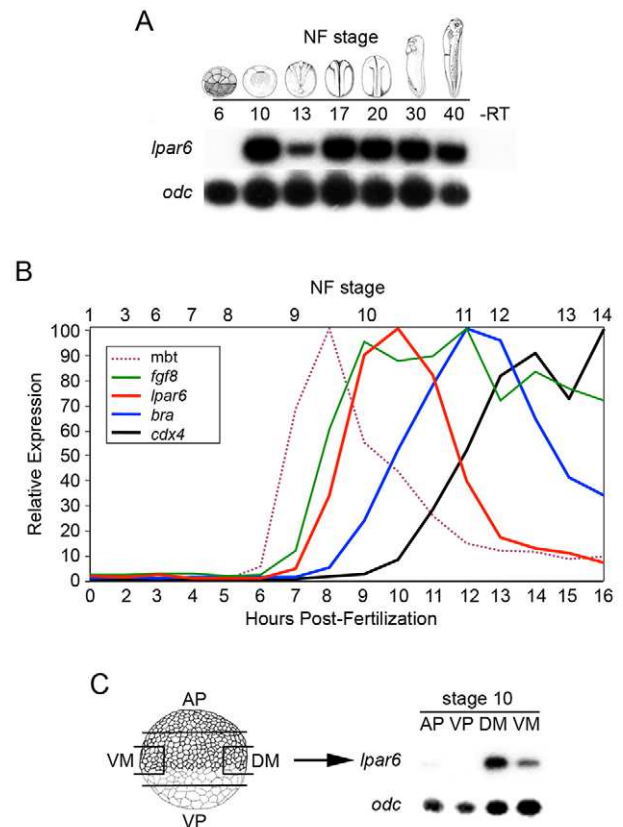 A
NF stage
6 10 13 17 20 30 40 -RT
lpar6
odc
B
NF stage
1 3 6 7 8 9 10 11 12 13 14
100
90
80
70
60
50
40
30
20
10
0
Relative Expression
mbt
fgf8
lpar6
bra
cdx4
0 2 3 4 5 6 7 8 9 10 11 12 13 14 15 16
Hours Post-Fertilization
C
AP
VM
DM
VP
stage 10
AP VP DM VM
lpar6
odc